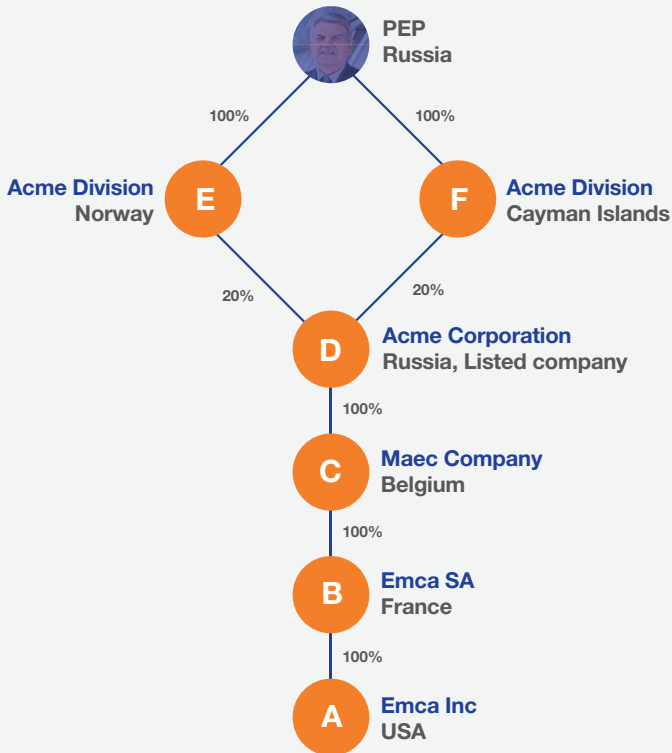 PEP
Russia
100%
100%
Acme Division
Norway
E
F
Acme Division
Cayman Islands
20%
20%
D
Acme Corporation
Russia, Listed company
100%
C
Maec Company
Belgium
100%
B
Emca SA
France
100%
A
Emca Inc
USA